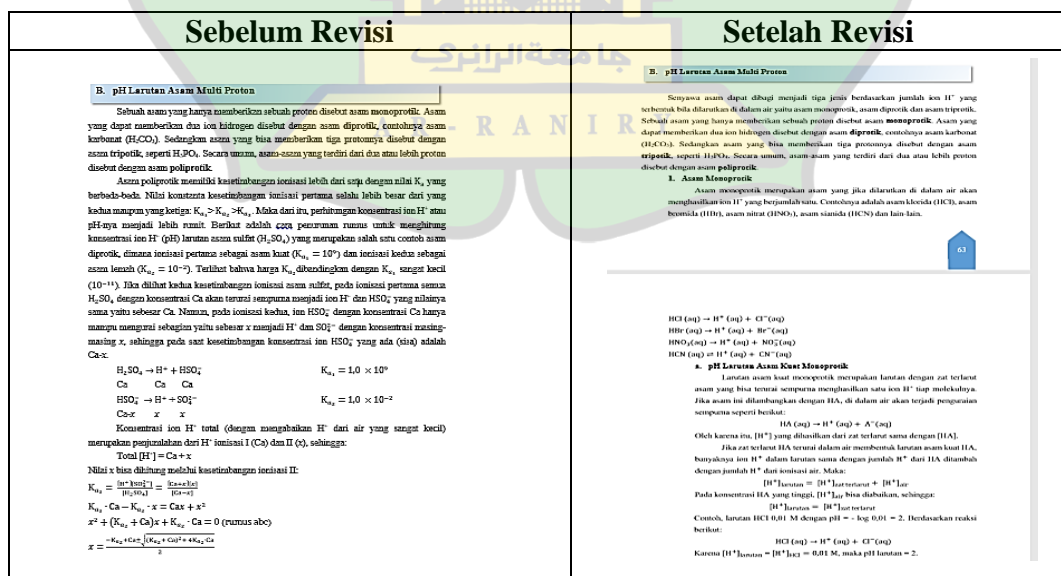 Sebelum Revisi
Setelah Revisi
جامعة الرانري
A R - R A N I R Y
B. pH Larutan Asam Multi Proton
Sebuah asam yang hanya memberikan sebuah proton disebut asam monoprotik. Asam
yang dapat memberikan dua ion hidrogen disebut dengan asam diprotik, contohnya asam
karbonat (H₂CO₃). Sedangkan asam yang bisa memberikan tiga protonnya disebut dengan
asam tripotik, seperti H₃PO₄. Secara umum, asam-asam yang terdiri dari dua atau lebih proton
disebut dengan asam poliprotik.
Asam poliprotik memiliki kesetimbangan ionisasi lebih dari satu dengan nilai Kₐ yang
berbeda-beda. Nilai konstanta kesetimbangan ionisasi pertama selalu lebih besar dari yang
kedua maupun yang ketiga: Kₐ₁> Kₐ₂ >Kₐ₃. Maka dari itu, perhitungan konsentrasi ion H⁺ atau
pH-nya menjadi lebih rumit. Berikut adalah cara penurunan rumus untuk menghitung
konsentrasi ion H⁺ (pH) larutan asam sulfat (H₂SO₄) yang merupakan salah satu contoh asam
diprotik, dimana ionisasi pertama sebagai asam kuat (Kₐ₁ = 10⁹) dan ionisasi kedua sebagai
asam lemah (Kₐ₂ = 10⁻²). Terlihat bahwa harga Kₐ₂ dibandingkan dengan Kₐ₁ sangat kecil
(10⁻¹¹). Jika dilihat kedua kesetimbangan ionisasi asam sulfat, pada ionisasi pertama semua
H₂SO₄ dengan konsentrasi Ca akan terurai sempurna menjadi ion H⁺ dan HSO₄⁻ yang nilainya
sama yaitu sebesar Ca. Namun, pada ionisasi kedua, ion HSO₄⁻ dengan konsentrasi Ca hanya
mampu mengurai sebagian yaitu sebesar x menjadi H⁺ dan SO₄²⁻ dengan konsentrasi masing-
masing x, sehingga pada saat kesetimbangan konsentrasi ion HSO₄⁻ yang ada (sisa) adalah
Ca-x.
H₂SO₄ → H⁺ + HSO₄⁻ Kₐ₁ = 1,0 × 10⁹
Ca Ca Ca
HSO₄⁻ → H⁺ + SO₄²⁻ Kₐ₂ = 1,0 × 10⁻²
Ca-x x x
Konsentrasi ion H⁺ total (dengan mengabaikan H⁺ dari air yang sangat kecil)
merupakan penjumlahan dari H⁺ ionisasi I (Ca) dan II (x), sehingga:
Total [H⁺] = Ca + x
Nilai x bisa dihitung melalui kesetimbangan ionisasi II:
Kₐ₂ = [H⁺][SO₄²⁻]/[H₂SO₄] = [Ca+x][x]/[Ca−x]
Kₐ₂ · Ca − Kₐ₂ · x = Cax + x²
x² + (Kₐ₂ + Ca)x + Kₐ₂ · Ca = 0 (rumus abc)
x = −Kₐ₂ + Ca ± √(Kₐ₂ + Ca)² + 4Kₐ₂·Ca / 2
B. pH Larutan Asam Multi Proton
Senyawa asam dapat dibagi menjadi tiga jenis berdasarkan jumlah ion H⁺ yang
terbentuk bila dilarutkan di dalam air yaitu asam monoprotik, asam diprotik dan asam triprotik.
Sebuah asam yang hanya memberikan sebuah proton disebut asam monoprotik. Asam yang
dapat memberikan dua ion hidrogen disebut dengan asam diprotik, contohnya asam karbonat
(H₂CO₃). Sedangkan asam yang bisa memberikan tiga protonnya disebut dengan asam
tripotik, seperti H₃PO₄. Secara umum, asam-asam yang terdiri dari dua atau lebih proton
disebut dengan asam poliprotik.
1. Asam Monoprotik
Asam monoprotik merupakan asam yang jika dilarutkan di dalam air akan
menghasilkan ion H⁺ yang berjumlah satu. Contohnya adalah asam klorida (HCl), asam
bromida (HBr), asam nitrat (HNO₃), asam sianida (HCN) dan lain-lain.
63
HCl (aq) → H⁺ (aq) + Cl⁻(aq)
HBr (aq) → H⁺ (aq) + Br⁻(aq)
HNO₃(aq) → H⁺ (aq) + NO₃⁻(aq)
HCN (aq) ⇌ H⁺ (aq) + CN⁻(aq)
a. pH Larutan Asam Kuat Monoprotik
Larutan asam kuat monoprotik merupakan larutan dengan zat terlarut
asam yang bisa terurai sempurna menghasilkan satu ion H⁺ tiap molekulnya.
Jika asam ini dilambangkan dengan HA, di dalam air akan terjadi penguraian
sempurna seperti berikut:
HA (aq) → H⁺ (aq) + A⁻(aq)
Oleh karena itu, [H⁺] yang dihasilkan dari zat terlarut sama dengan [HA].
Jika zat terlarut HA terurai dalam air membentuk larutan asam kuat HA,
banyaknya ion H⁺ dalam larutan sama dengan jumlah H⁺ dari HA ditambah
dengan jumlah H⁺ dari ionisasi air. Maka:
[H⁺]larutan = [H⁺]zat terlarut + [H⁺]air
Pada konsentrasi HA yang tinggi, [H⁺]air bisa diabaikan, sehingga:
[H⁺]larutan = [H⁺]zat terlarut
Contoh, larutan HCl 0,01 M dengan pH = - log 0,01 = 2. Berdasarkan reaksi
berikut:
HCl (aq) → H⁺ (aq) + Cl⁻(aq)
Karena [H⁺]larutan = [H⁺]HCl = 0,01 M, maka pH larutan = 2.